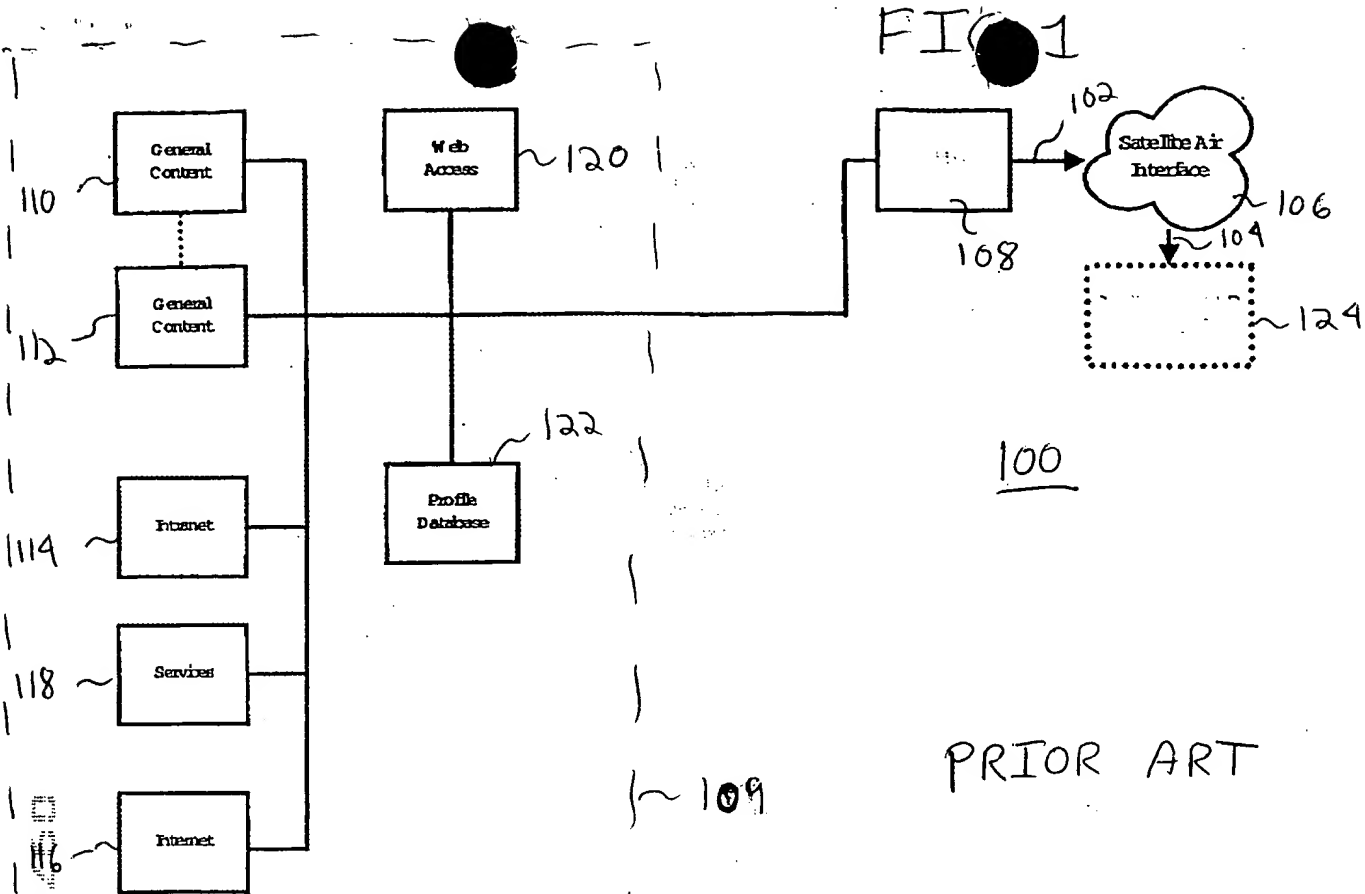 FIG 1
General
Content
110
General
Content
112
Intranet
1114
Services
118
Internet
116
Web
Access
120
Profile
Database
122
109
108
102
Satellite Air
Interface
106
104
124
100
PRIOR ART